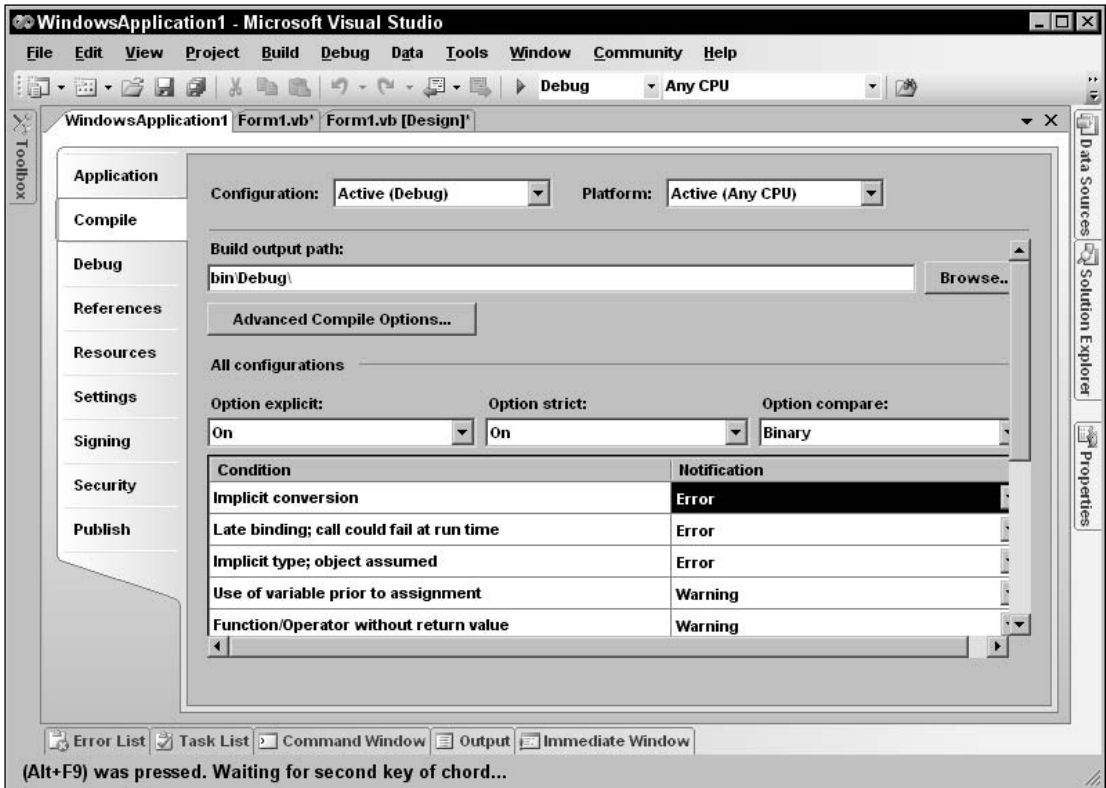 WindowsApplication1 - Microsoft Visual Studio
File Edit View Project Build Debug Data Tools Window Community Help
Debug Any CPU
WindowsApplication1 Form1.vb* Form1.vb [Design]*
Toolbox
Application
Compile
Debug
References
Resources
Settings
Signing
Security
Publish
Configuration: Active (Debug) Platform: Active (Any CPU)
Build output path:
bin\Debug\ Browse..
Advanced Compile Options...
All configurations
Option explicit: Option strict: Option compare:
On On Binary
Condition Notification
Implicit conversion Error
Late binding; call could fail at run time Error
Implicit type; object assumed Error
Use of variable prior to assignment Warning
Function/Operator without return value Warning
Data Sources
Solution Explorer
Properties
Error List Task List Command Window Output Immediate Window
(Alt+F9) was pressed. Waiting for second key of chord...